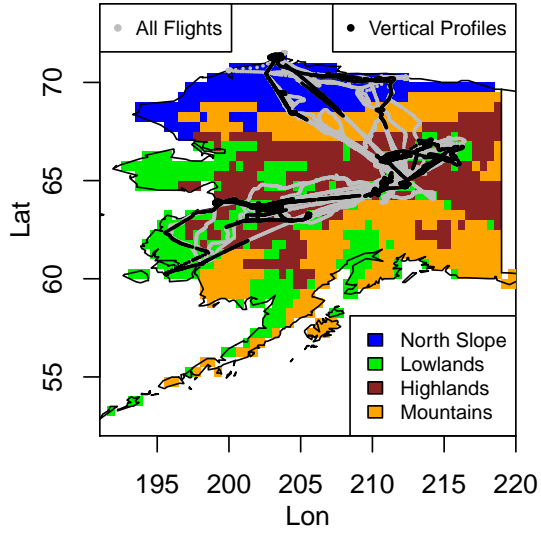 All Flights
Vertical Profiles
70
65
60
55
Lat
North Slope
Lowlands
Highlands
Mountains
195 200 205 210 215 220
Lon